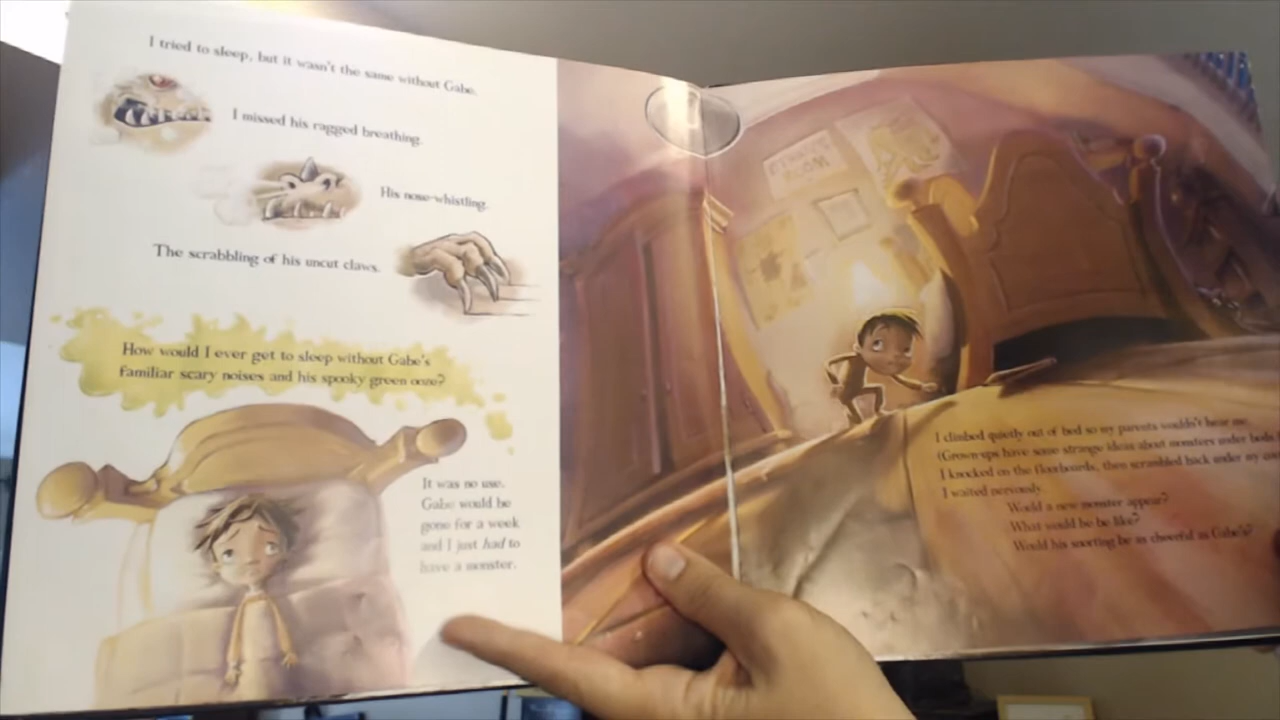 I tried to sleep, but it wasn't the same without Gabe.
I missed his ragged breathing.
His nose-whistling.
The scrabbling of his uncut claws.
How would I ever get to sleep without Gabe's
familiar scary noises and his spooky green ooze?
It was no use.
Gabe would be
gone for a week
and I just had to
have a monster.
I climbed quietly out of bed so my parents wouldn't hear me.
(Grown-ups have some strange ideas about monsters under beds.)
I knocked on the floorboards, then scrambled back under my
I waited nervously.
Would a new monster appear?
What would he be like?
Would his snorting be as cheerful as Gabe's?